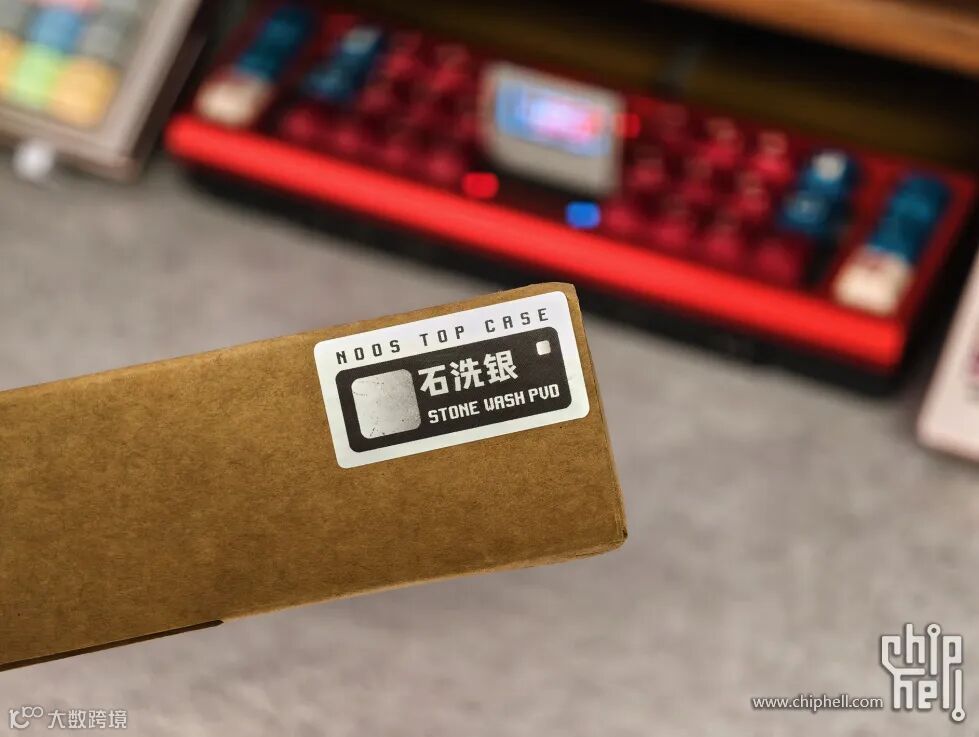 NOOS TOP CASE
石洗银
STONE WASH PVD
www.chiphell.com
chip hell
大数跨境